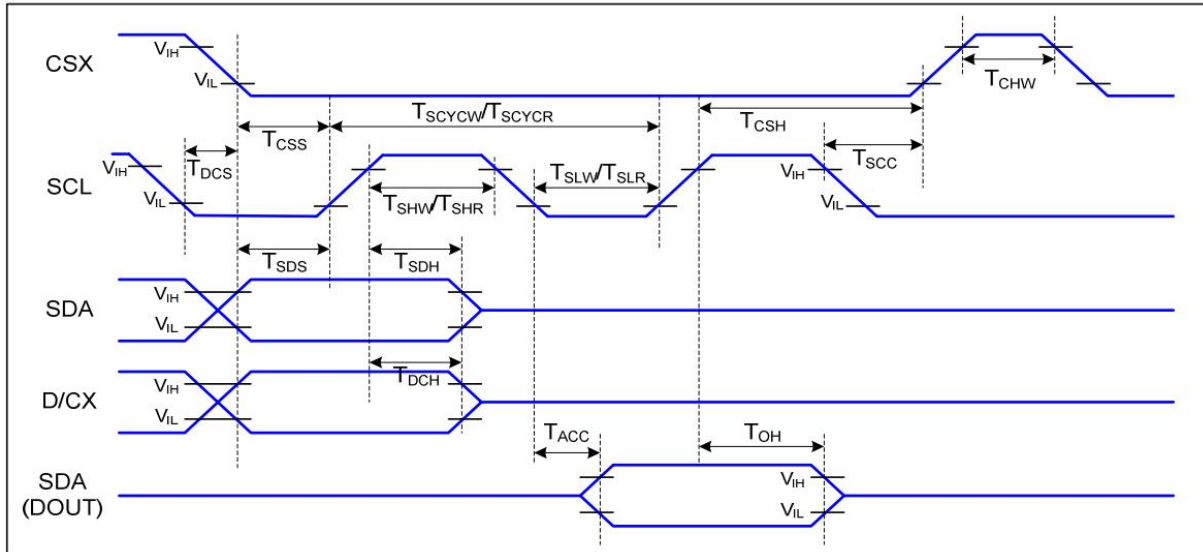 CSX
VIH
VIL
TCHW
TSCYCW/TSCYCR
TCSH
TCSS
TDCS
TSCC
SCL
VIH
VIL
TSHW/TSHR
TSLW/TSLR
VIH
VIL
TSDS
TSDH
SDA
VIH
VIL
TDCH
D/CX
VIH
VIL
TACC
TOH
SDA
(DOUT)
VIH
VIL